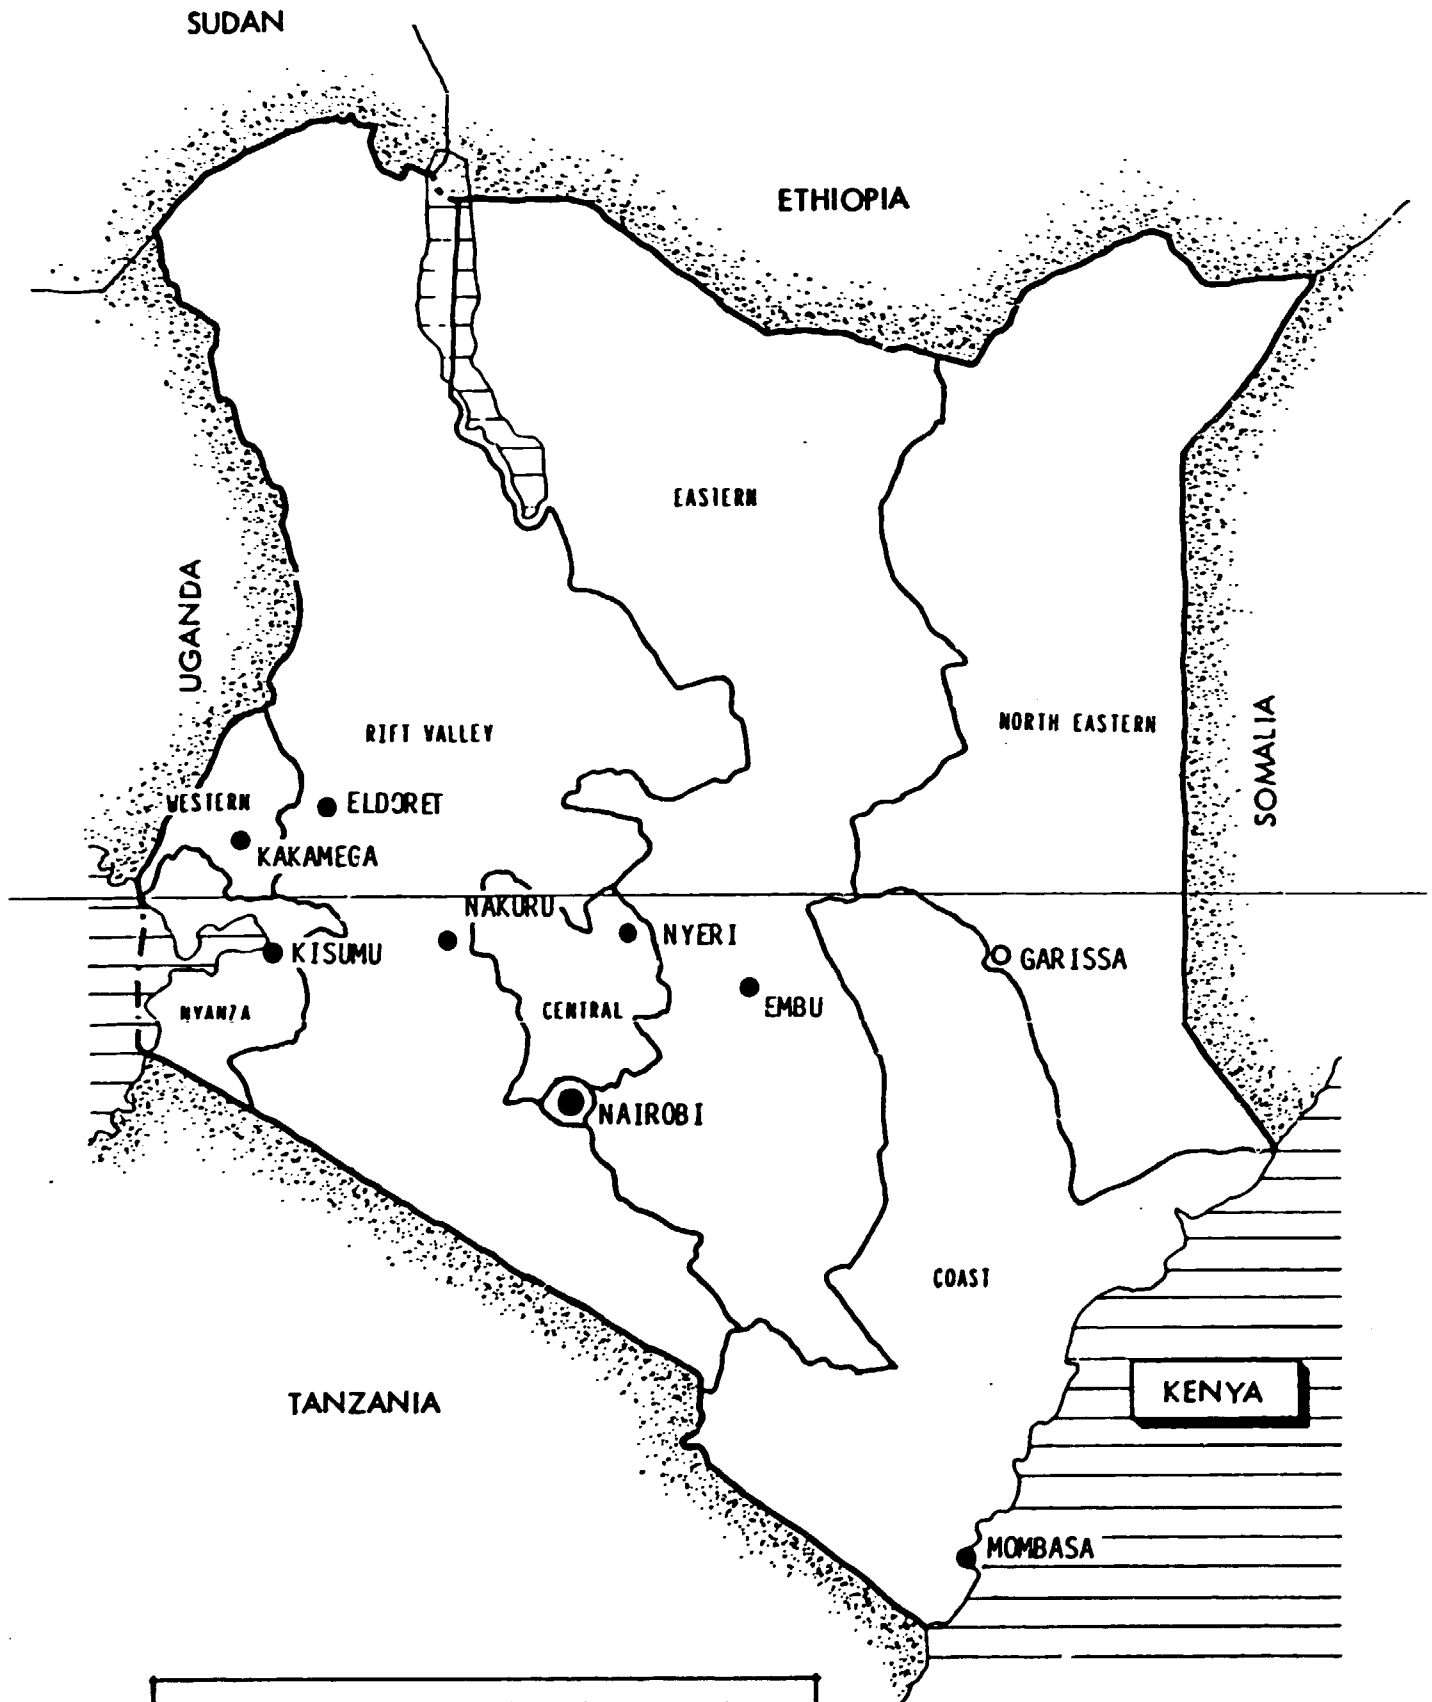 SUDAN
ETHIOPIA
EASTERN
UGANDA
RIFT VALLEY
NORTH EASTERN
SOMALIA
WESTERN
ELDORET
KAKAMEGA
NAKURU
NYERI
KISUMU
GARISSA
NYANZA
CENTRAL
EMBU
NAIROBI
COAST
TANZANIA
KENYA
MOMBASA